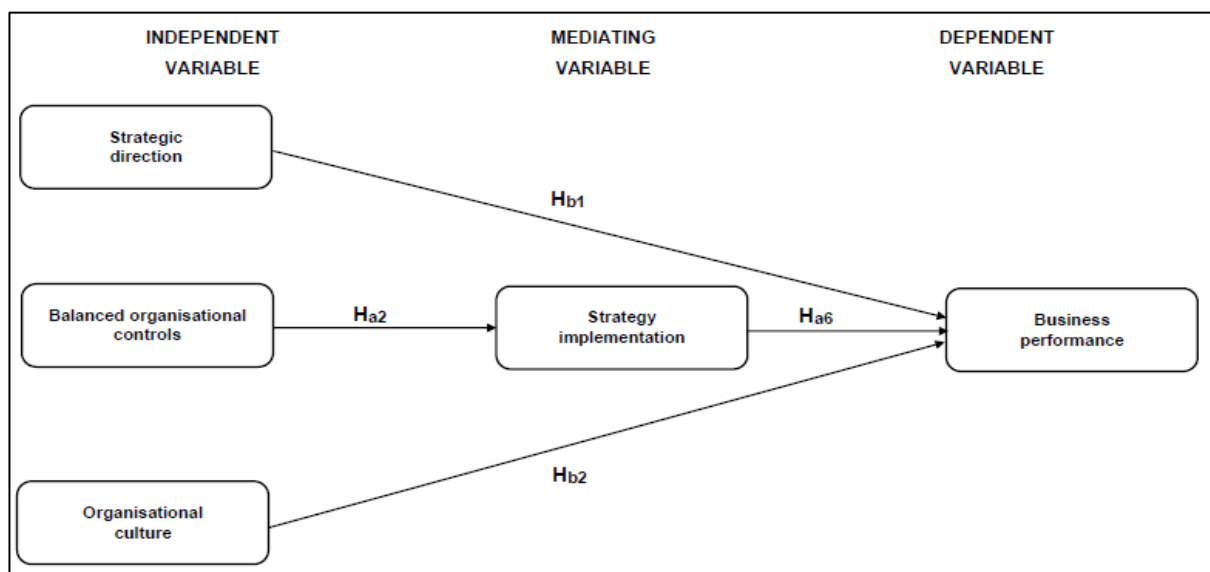 INDEPENDENT
VARIABLE
MEDIATING
VARIABLE
DEPENDENT
VARIABLE
Strategic
direction
Hb1
Balanced organisational
controls
Ha2
Strategy
implementation
Ha6
Business
performance
Hb2
Organisational
culture